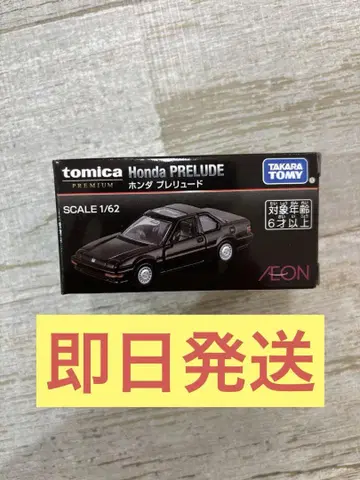 tomica
PREMIUM
Honda PRELUDE
ホンダ プレリュード
TAKARA
TOMY
SCALE 1/62
対象年齢
6才以上
ÆON
即日発送